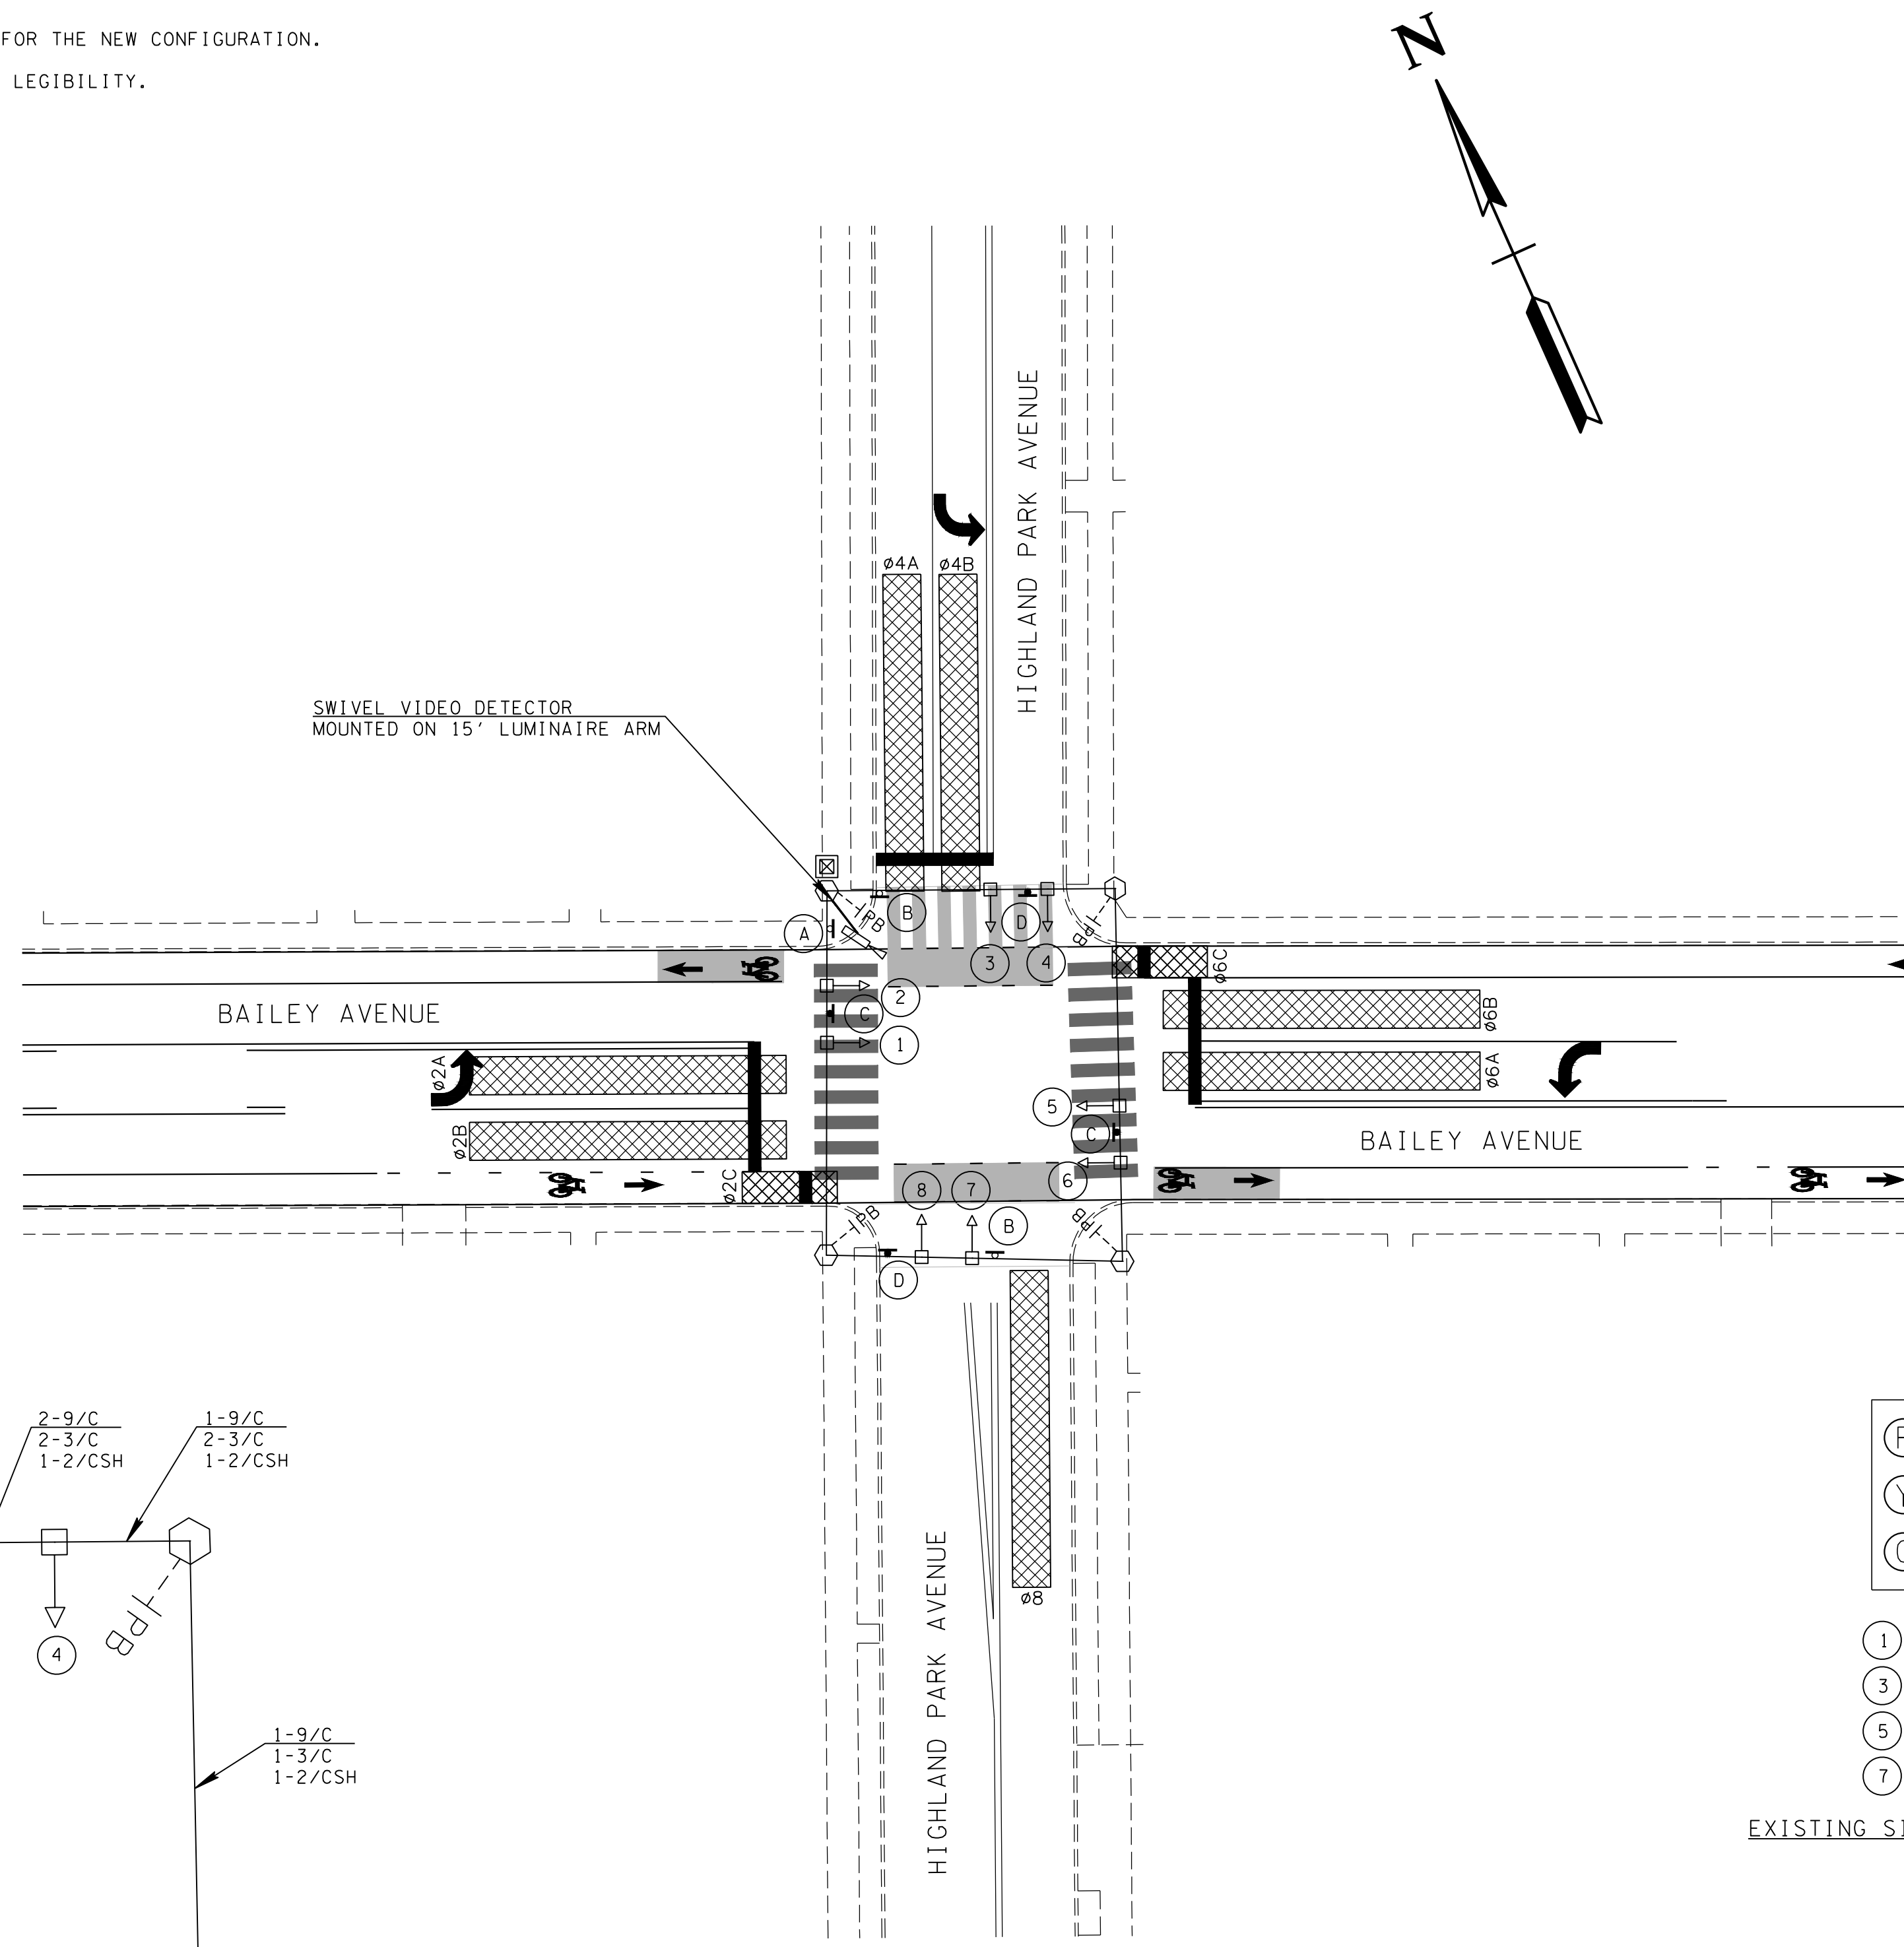 FOR THE NEW CONFIGURATION.
LEGIBILITY.
N
HIGHLAND PARK AVENUE
ø4A
ø4B
SWIVEL VIDEO DETECTOR
MOUNTED ON 15' LUMINAIRE ARM
PB
B
D
A
PB
3
4
ø6C
2
C
BAILEY AVENUE
1
ø6B
ø2A
ø6A
5
C
BAILEY AVENUE
ø2B
ø2C
8
7
6
PB
B
PB
D
ø8
HIGHLAND PARK AVENUE
2-9/C
2-3/C
1-2/CSH
1-9/C
2-3/C
1-2/CSH
PB
4
1-9/C
1-3/C
1-2/CSH
Y
1
3
5
7
EXISTING